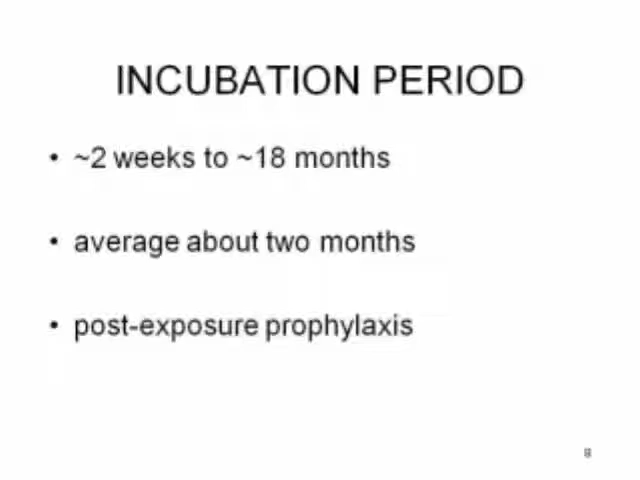 INCUBATION PERIOD
• ~2 weeks to ~18 months
• average about two months
• post-exposure prophylaxis
8